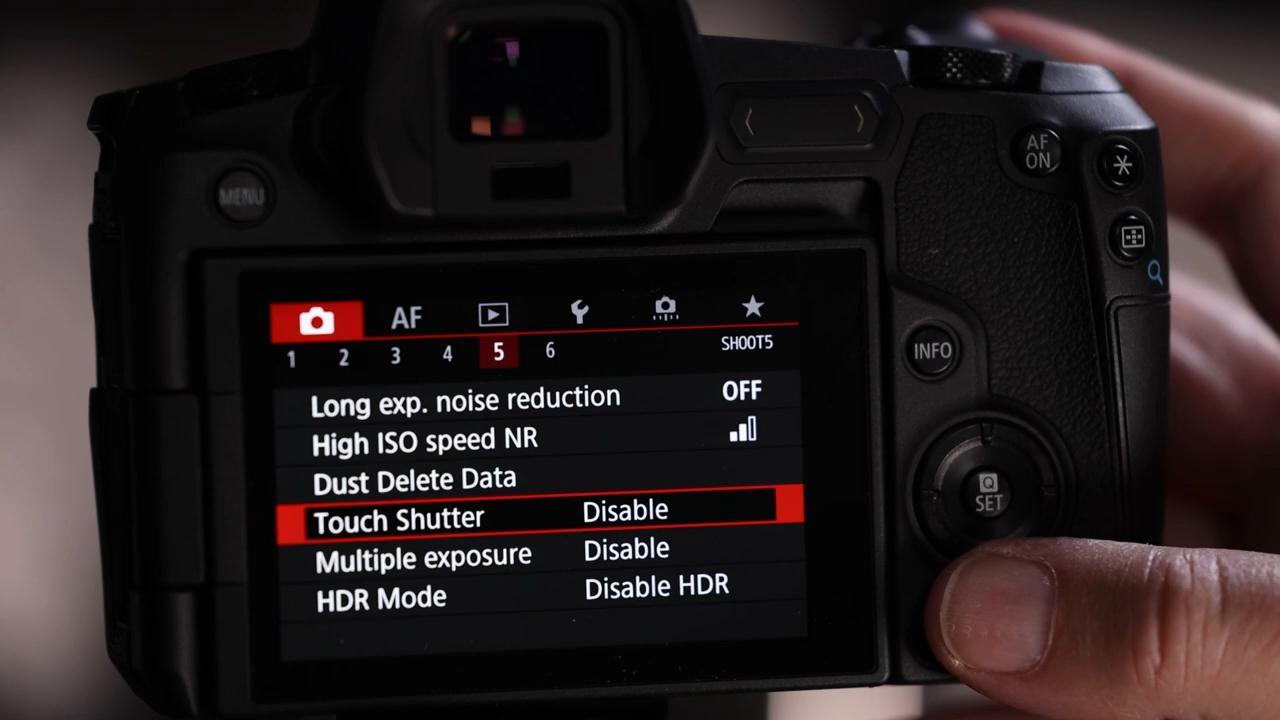 AF
ON
MENU
AF
1 2 3 4 5 6 SHOOT5
INFO
Long exp. noise reduction OFF
High ISO speed NR
Dust Delete Data
Q
SET
Touch Shutter Disable
Multiple exposure Disable
HDR Mode Disable HDR